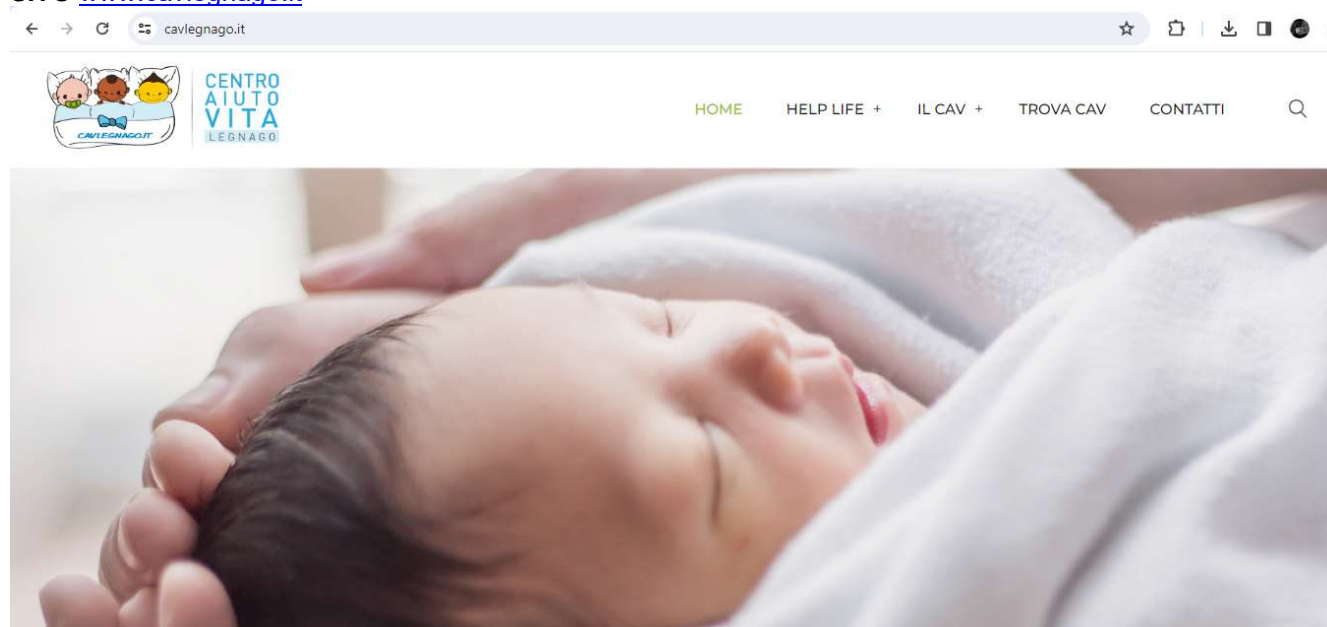 cavlegnago.it
CAVLEGNAGO.IT
CENTRO
AIUTO
VITA
LEGNAGO
HOME HELP LIFE + IL CAV + TROVA CAV CONTATTI